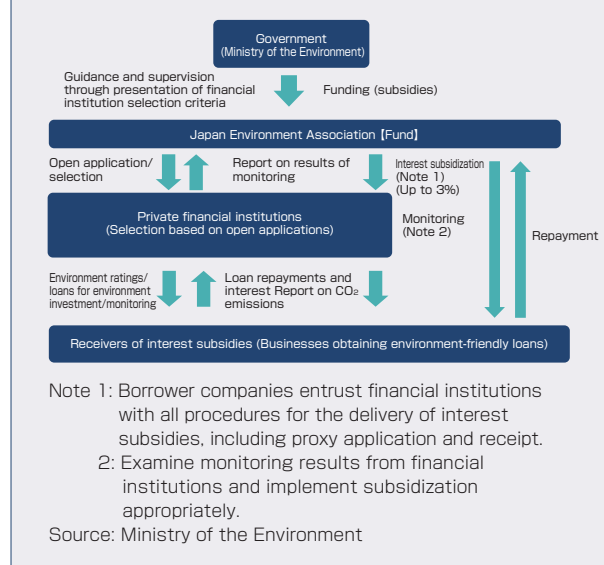 Government
(Ministry of the Environment)
Guidance and supervision
through presentation of financial
institution selection criteria
Funding (subsidies)
Japan Environment Association【Fund】
Open application/
selection
Report on results of
monitoring
Interest subsidization
(Note 1)
(Up to 3%)
Private financial institutions
(Selection based on open applications)
Monitoring
(Note 2)
Repayment
Environment ratings/
loans for environment
investment/monitoring
Loan repayments and
interest Report on CO₂
emissions
Receivers of interest subsidies (Businesses obtaining environment-friendly loans)
Note 1: Borrower companies entrust financial institutions
with all procedures for the delivery of interest
subsidies, including proxy application and receipt.
2: Examine monitoring results from financial
institutions and implement subsidization
appropriately.
Source: Ministry of the Environment